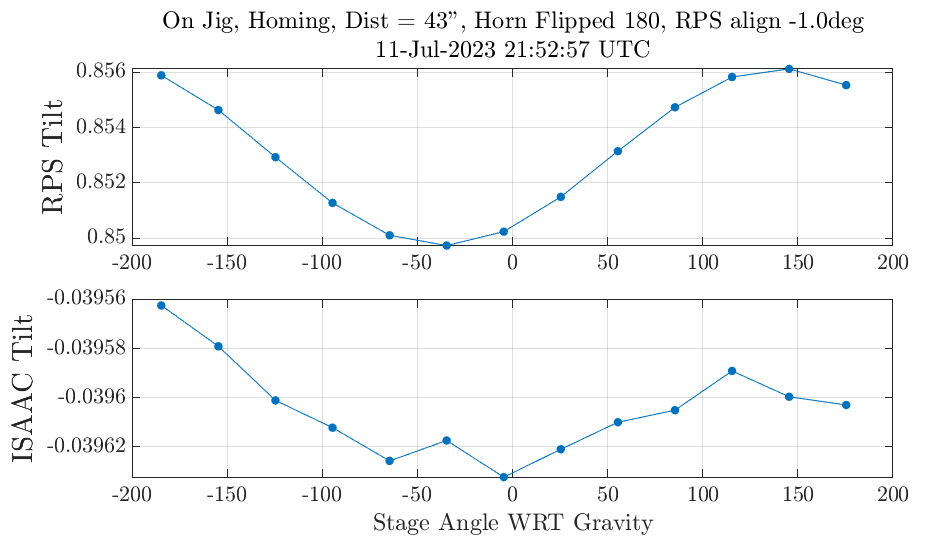 On Jig, Homing, Dist = 43”, Horn Flipped 180, RPS align -1.0deg
11-Jul-2023 21:52:57 UTC
RPS Tilt
0.856
0.854
0.852
0.85
-200 -150 -100 -50 0 50 100 150 200
ISAAC Tilt
-0.03956
-0.03958
-0.0396
-0.03962
-200 -150 -100 -50 0 50 100 150 200
Stage Angle WRT Gravity